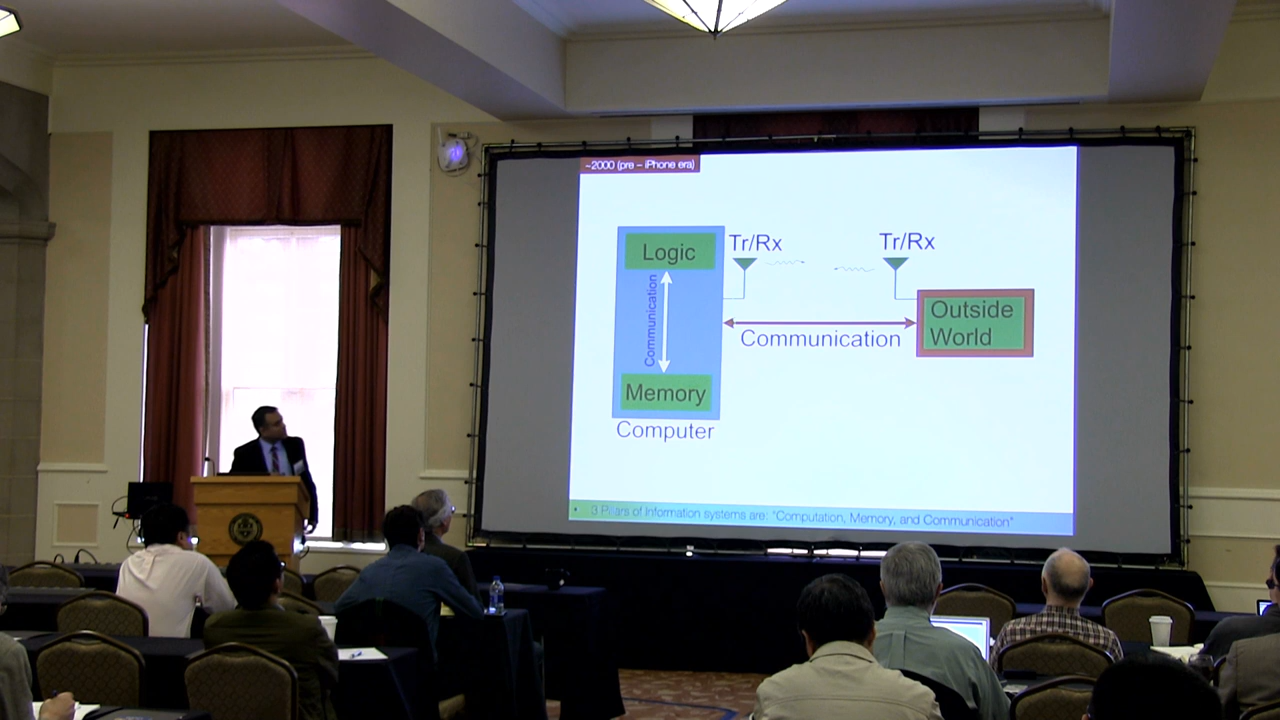 ~2000 (pre – iPhone era)
Logic
Communication
Memory
Computer
Tr/Rx
Tr/Rx
Communication
Outside
World
• 3 Pillars of Information systems are: "Computation, Memory, and Communication"